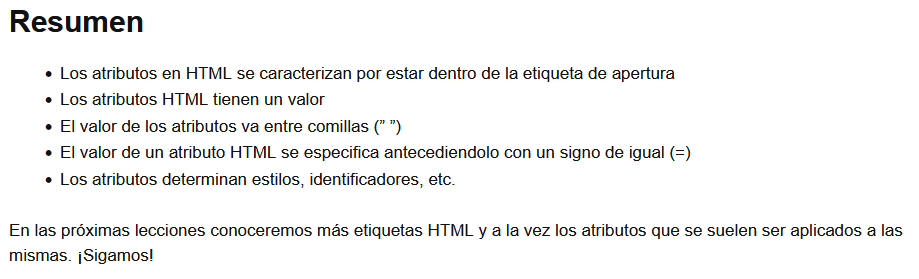 Resumen
• Los atributos en HTML se caracterizan por estar dentro de la etiqueta de apertura
• Los atributos HTML tienen un valor
• El valor de los atributos va entre comillas (” ”)
• El valor de un atributo HTML se especifica antecediendolo con un signo de igual (=)
• Los atributos determinan estilos, identificadores, etc.
En las próximas lecciones conoceremos más etiquetas HTML y a la vez los atributos que se suelen ser aplicados a las
mismas. ¡Sigamos!